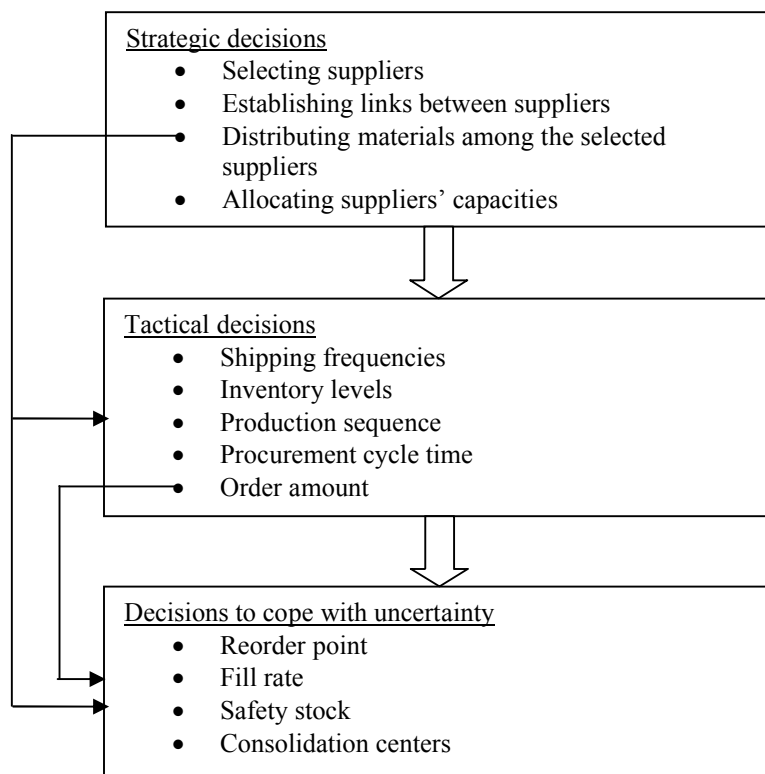 Strategic decisions
• Selecting suppliers
• Establishing links between suppliers
• Distributing materials among the selected
suppliers
• Allocating suppliers’ capacities
Tactical decisions
• Shipping frequencies
• Inventory levels
• Production sequence
• Procurement cycle time
• Order amount
Decisions to cope with uncertainty
• Reorder point
• Fill rate
• Safety stock
• Consolidation centers